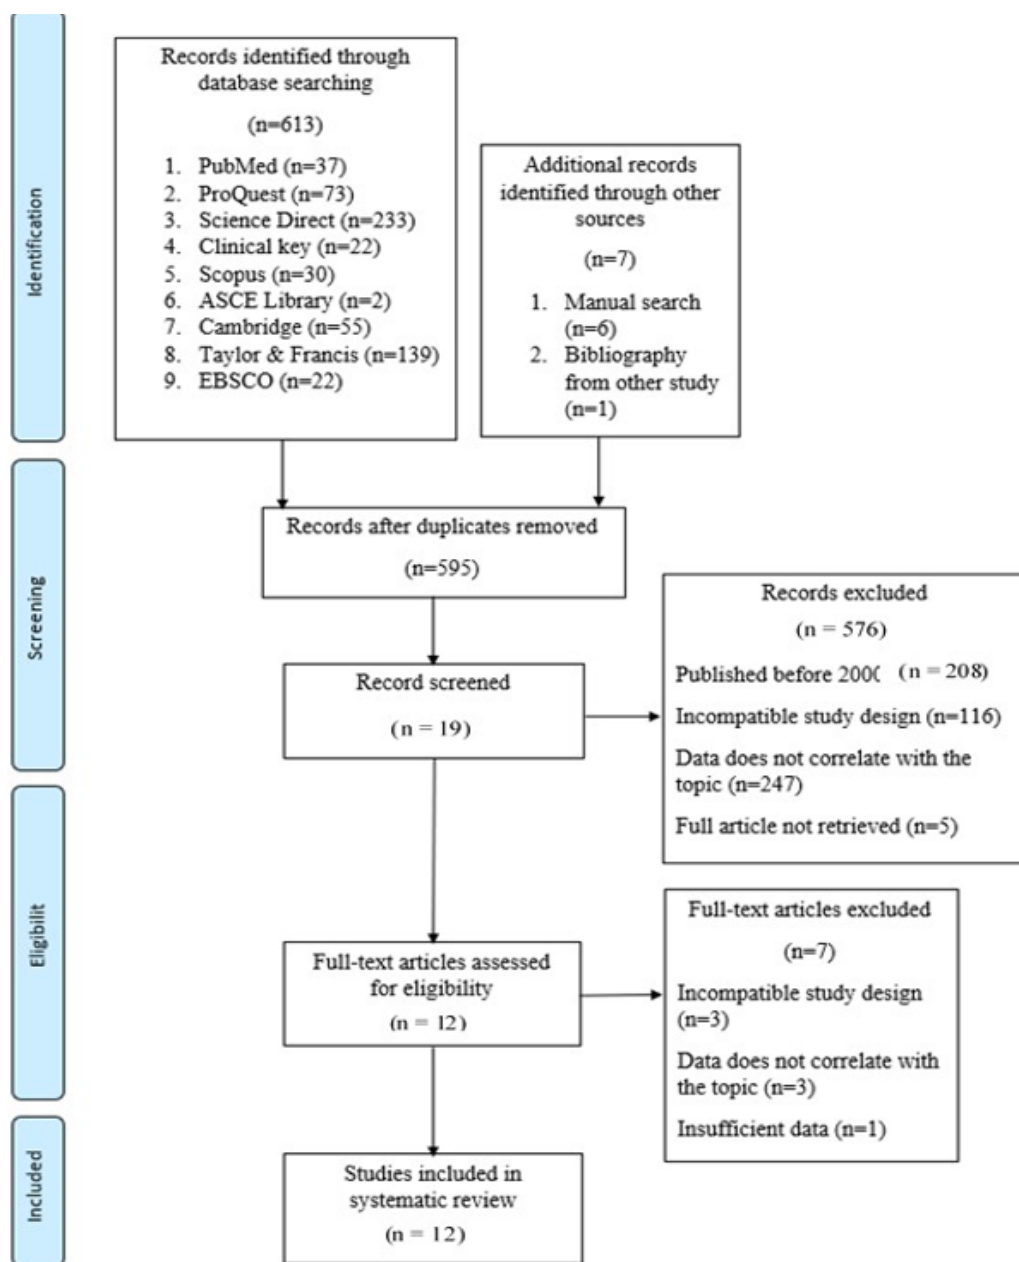 Identification
Records identified through
database searching
(n=613)
1. PubMed (n=37)
2. ProQuest (n=73)
3. Science Direct (n=233)
4. Clinical key (n=22)
5. Scopus (n=30)
6. ASCE Library (n=2)
7. Cambridge (n=55)
8. Taylor & Francis (n=139)
9. EBSCO (n=22)
Additional records
identified through other
sources
(n=7)
1. Manual search
(n=6)
2. Bibliography
from other study
(n=1)
Screening
Records after duplicates removed
(n=595)
Record screened
(n = 19)
Records excluded
(n = 576)
Published before 2000 (n = 208)
Incompatible study design (n=116)
Data does not correlate with the
topic (n=247)
Full article not retrieved (n=5)
Eligibilit
Full-text articles assessed
for eligibility
(n = 12)
Full-text articles excluded
(n=7)
Incompatible study design
(n=3)
Data does not correlate with
the topic (n=3)
Insufficient data (n=1)
Included
Studies included in
systematic review
(n = 12)